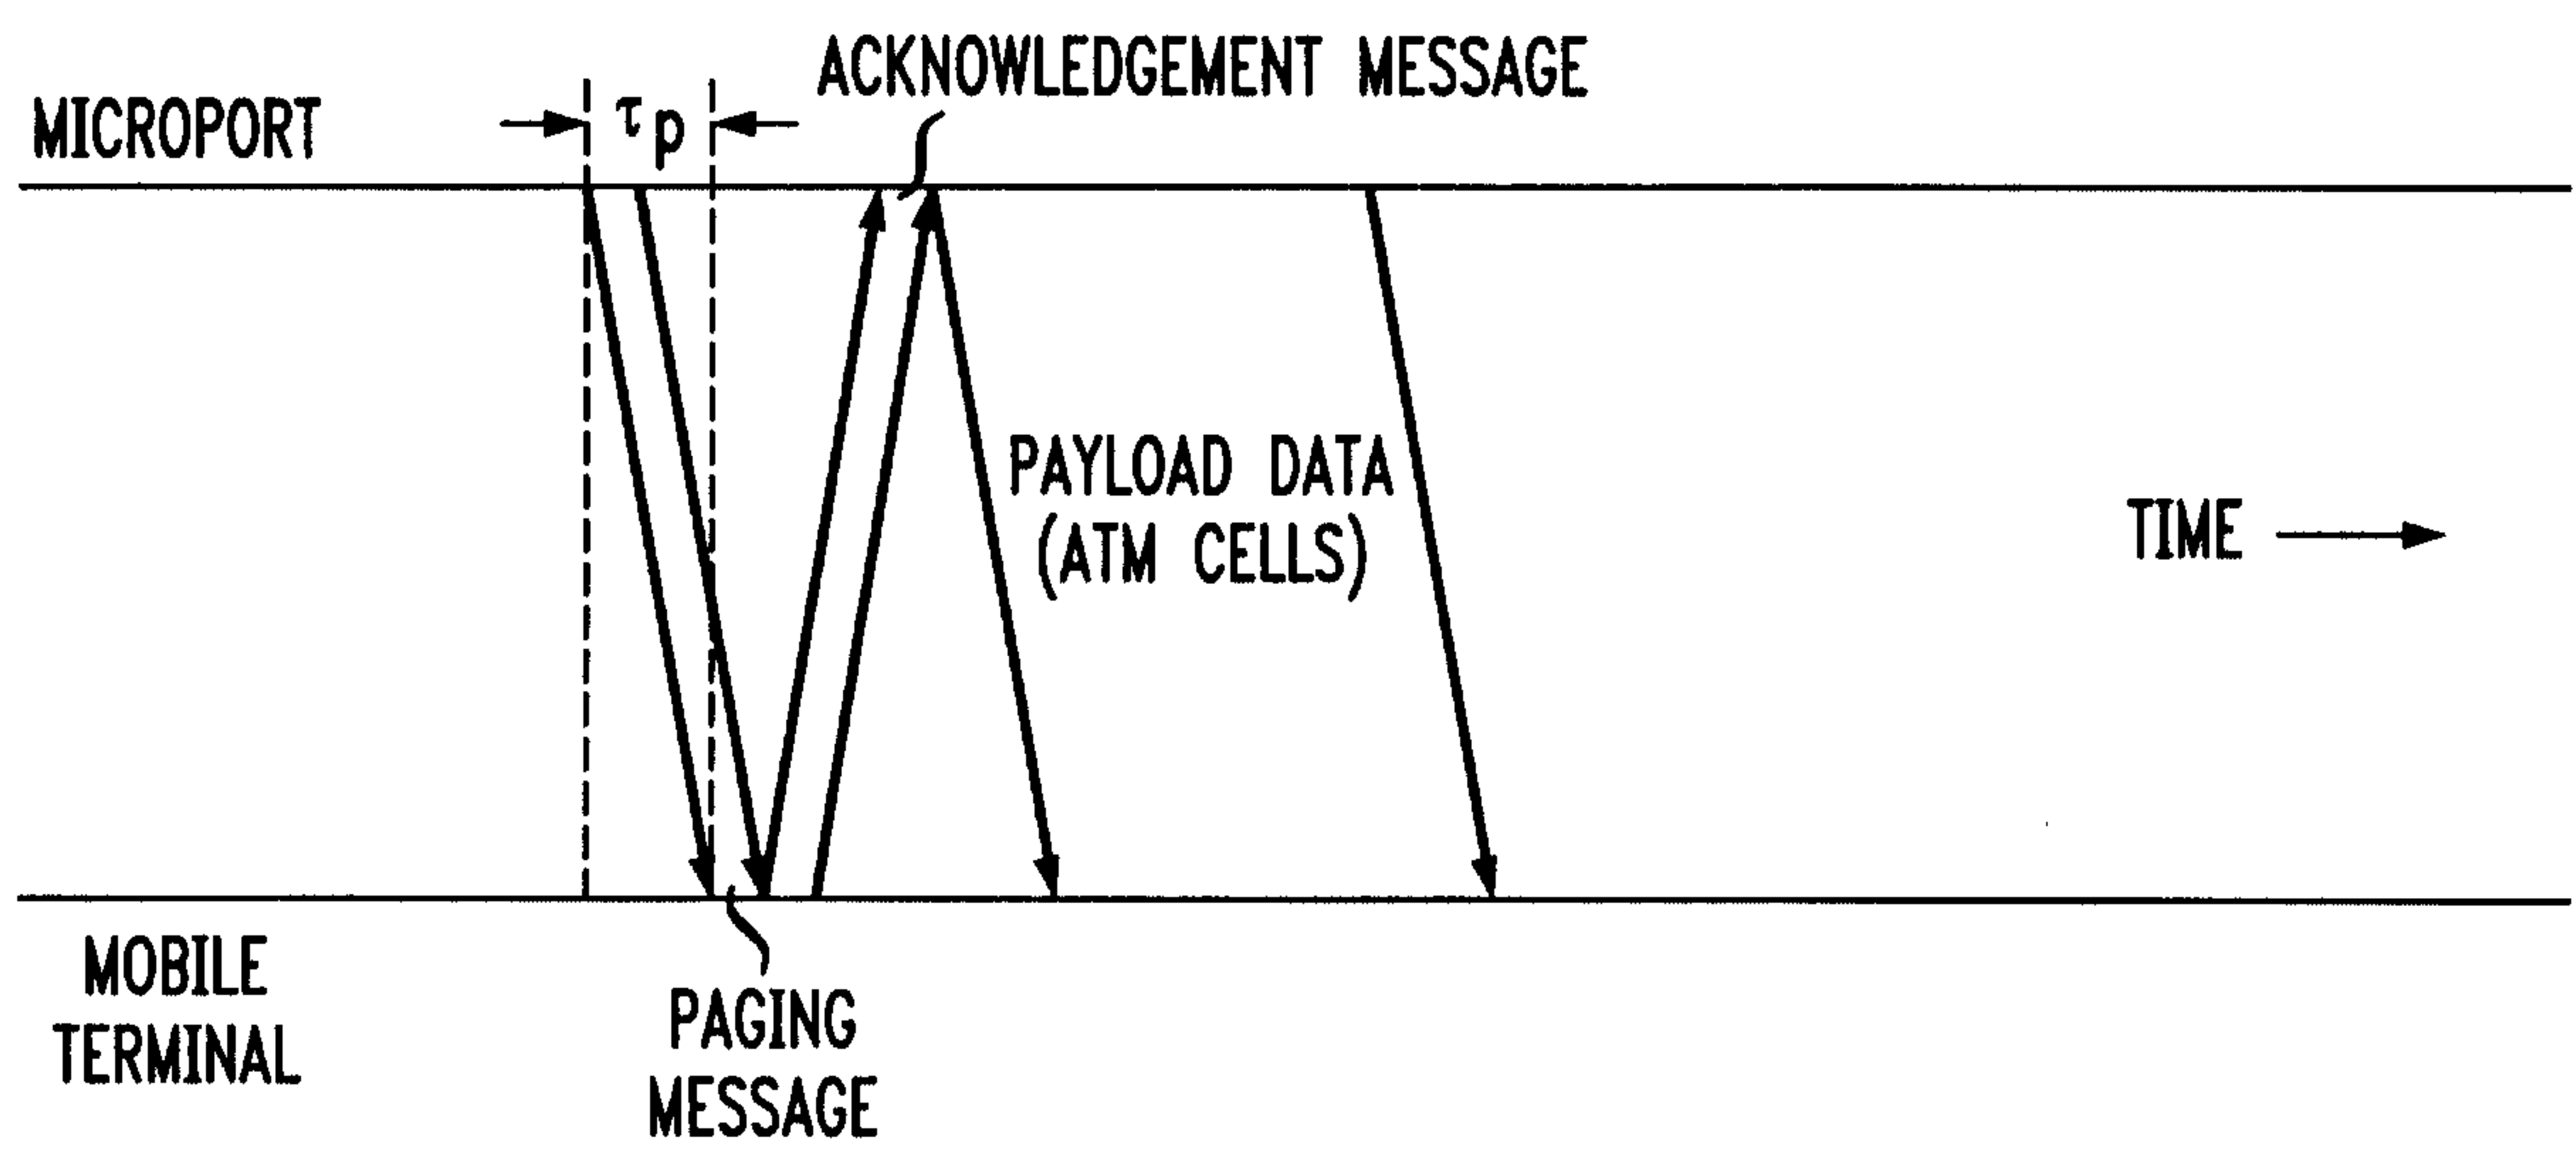 ACKNOWLEDGEMENT MESSAGE
MICROPORT
τp
PAYLOAD DATA
(ATM CELLS)
TIME
MOBILE
TERMINAL
PAGING
MESSAGE